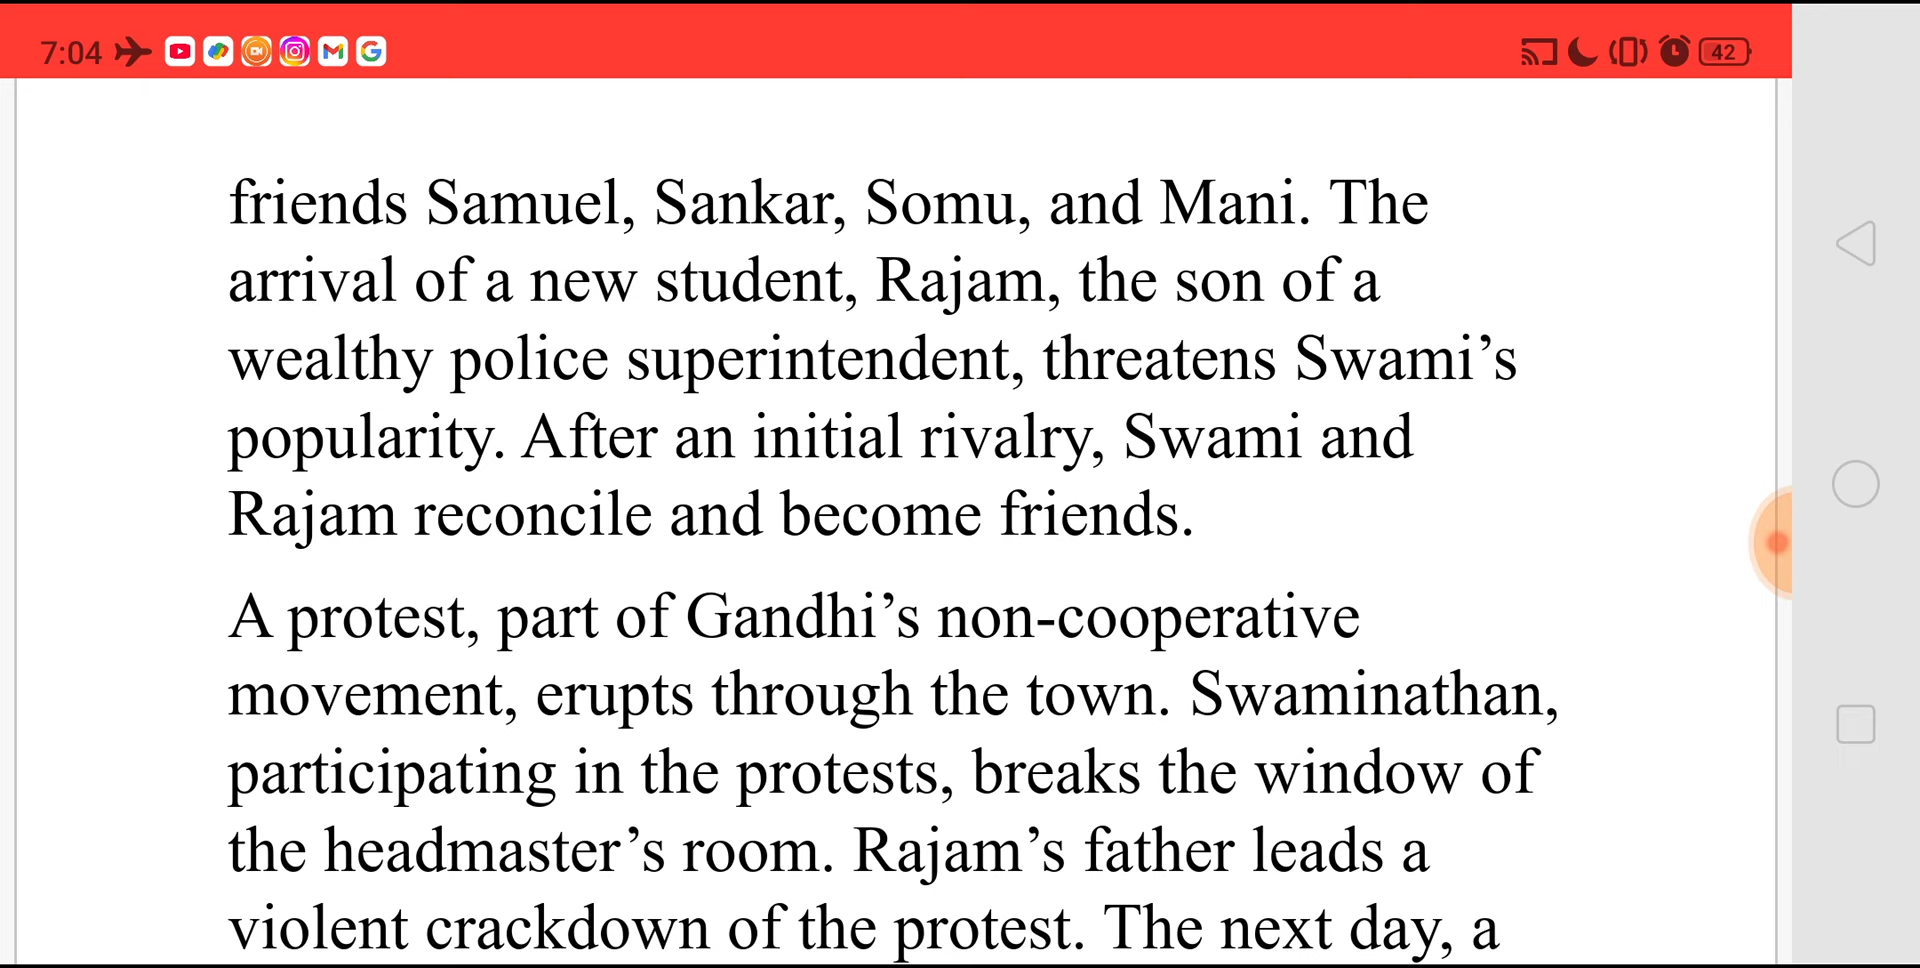 7:04 42
friends Samuel, Sankar, Somu, and Mani. The
arrival of a new student, Rajam, the son of a
wealthy police superintendent, threatens Swami’s
popularity. After an initial rivalry, Swami and
Rajam reconcile and become friends.
A protest, part of Gandhi’s non-cooperative
movement, erupts through the town. Swaminathan,
participating in the protests, breaks the window of
the headmaster’s room. Rajam’s father leads a
violent crackdown of the protest. The next day, a